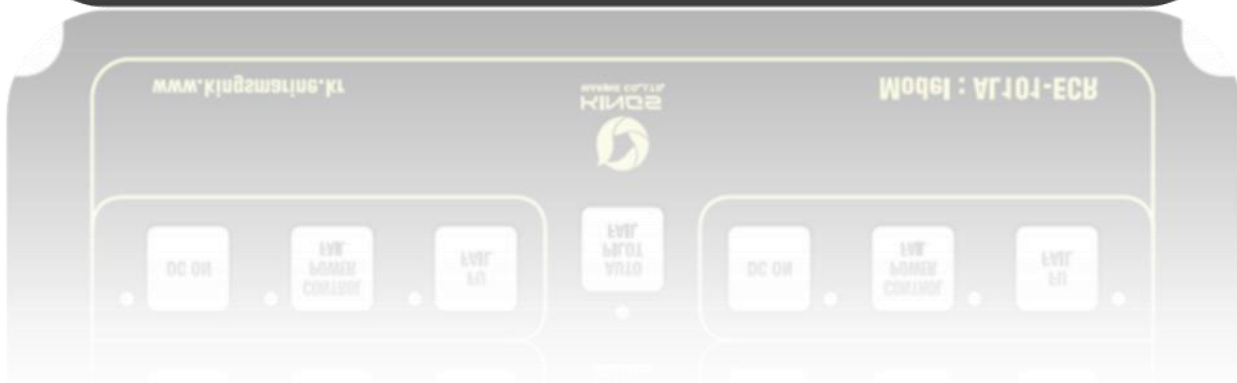 www.kingsmarine.kr
MARINE CO.,LTD.
KINGS
Model : AL101-ECR
DC ON
FAIL
POWER
CONTROL
FAIL
FU
FAIL
PILOT
AUTO
DC ON
FAIL
POWER
CONTROL
FAIL
FU